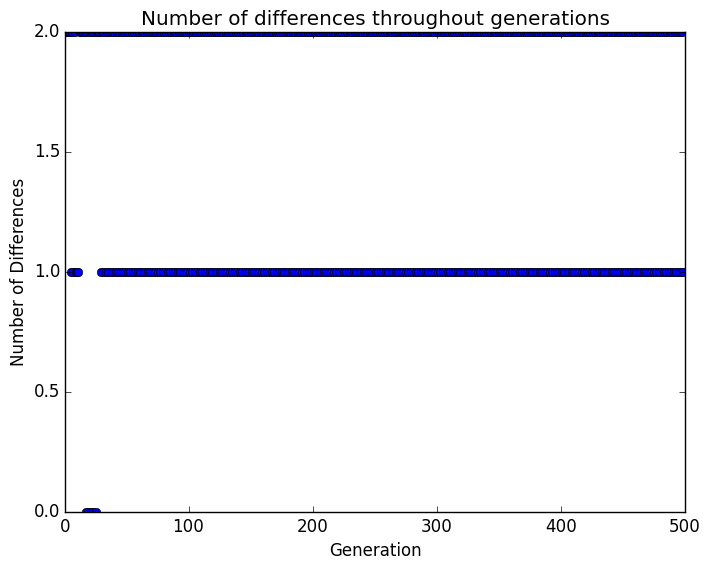 Number of differences throughout generations
2.0
1.5
1.0
0.5
0.0
Number of Differences
0 100 200 300 400 500
Generation